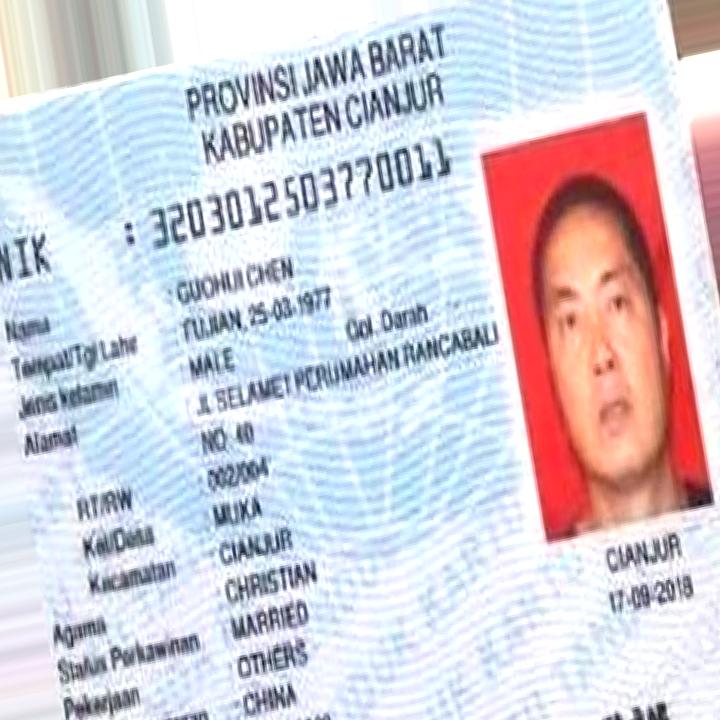 PROVINSI JAWA BARAT
KABUPATEN CIANJUR
NIK : 3203012503770011
Nama : GUOHUI CHEN
Tempat/Tgl Lahir : FUJIAN, 25-03-1977
Jenis kelamin : MALE Gol. Darah
Alamat JL SELAMET PERUMAHAN RANCABALI
NO 40
RT/RW : 002/004
Kel/Desa : MUKA
Kecamatan : CIANJUR
Agama : CHRISTIAN
Status Perkawinan : MARRIED
Pekerjaan : OTHERS
: CHINA
CIANJUR
17-09-2018